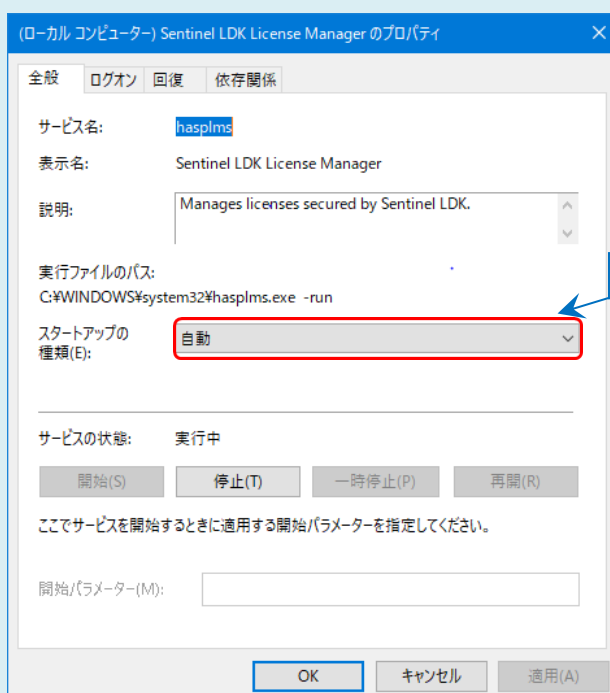 (ローカル コンピューター) Sentinel LDK License Manager のプロパティ
全般 ログオン 回復 依存関係
サービス名: hasplms
表示名: Sentinel LDK License Manager
説明: Manages licenses secured by Sentinel LDK.
実行ファイルのパス:
C:¥WINDOWS¥system32¥hasplms.exe -run
スタートアップの
種類(E): 自動
サービスの状態: 実行中
開始(S) 停止(T) 一時停止(P) 再開(R)
ここでサービスを開始するときに適用する開始パラメーターを指定してください。
開始パラメーター(M):
OK キャンセル 適用(A)